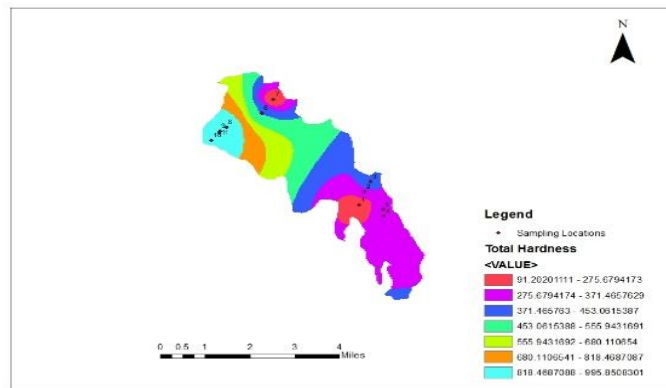 N
Legend
Sampling Locations
Total Hardness
<VALUE>
91.20201111 - 275.6794173
275.6794174 - 371.4657629
371.465763 - 453.0615387
453.0615388 - 555.9431691
555.9431692 - 680.110654
680.1106541 - 818.4687087
818.4687088 - 995.8508301
0 0.5 1 2 3 4
Miles